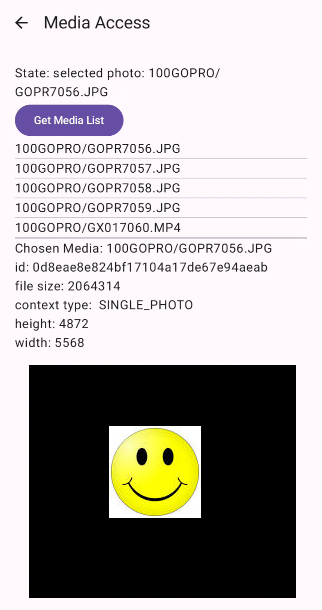 Media Access
State: selected photo: 100GOPRO/
GOPR7056.JPG
Get Media List
100GOPRO/GOPR7056.JPG
100GOPRO/GOPR7057.JPG
100GOPRO/GOPR7058.JPG
100GOPRO/GOPR7059.JPG
100GOPRO/GX017060.MP4
Chosen Media: 100GOPRO/GOPR7056.JPG
id: 0d8eae8e824bf17104a17de67e94aeab
file size: 2064314
context type:  SINGLE_PHOTO
height: 4872
width: 5568